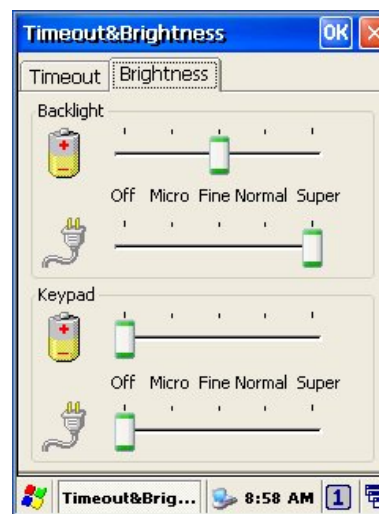 Timeout&Brightness OK
Timeout Brightness
Backlight
Off Micro Fine Normal Super
Keypad
Off Micro Fine Normal Super
Timeout&Brig... 8:58 AM 1